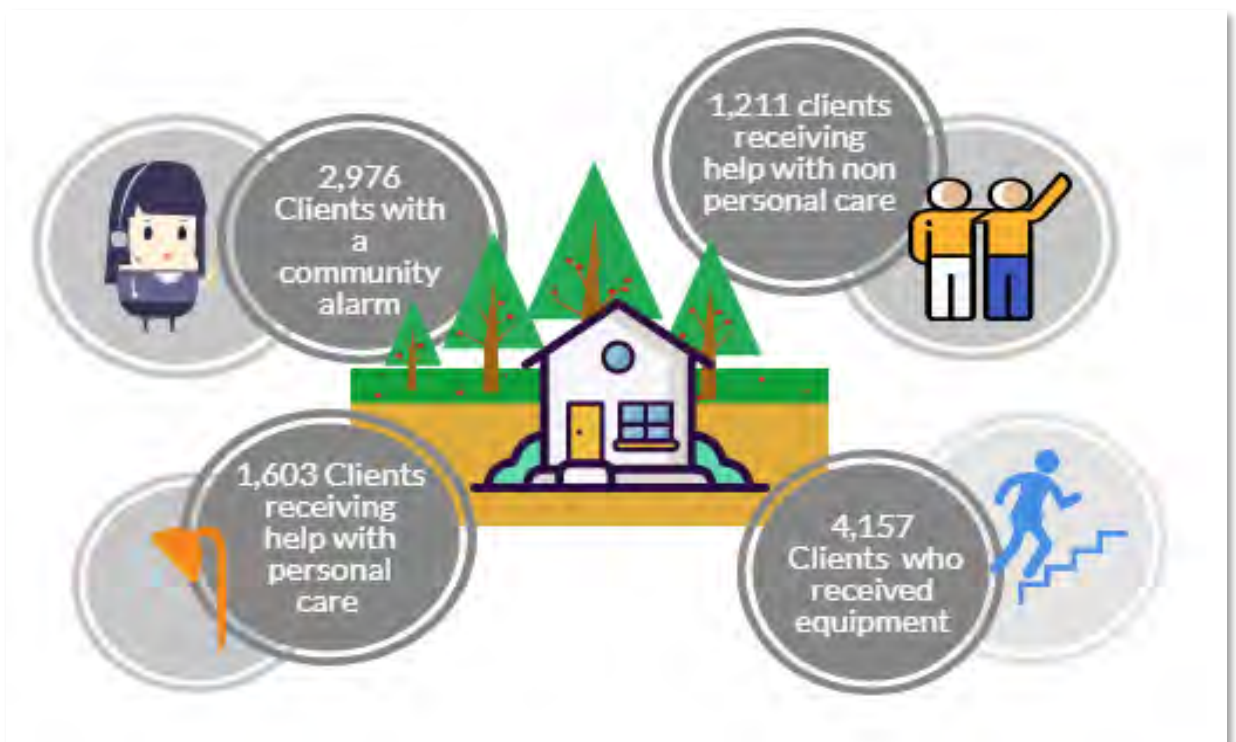 2,976
Clients with
a
community
alarm
1,211 clients
receiving
help with non
personal care
1,603 Clients
receiving
help with
personal
care
4,157
Clients who
received
equipment